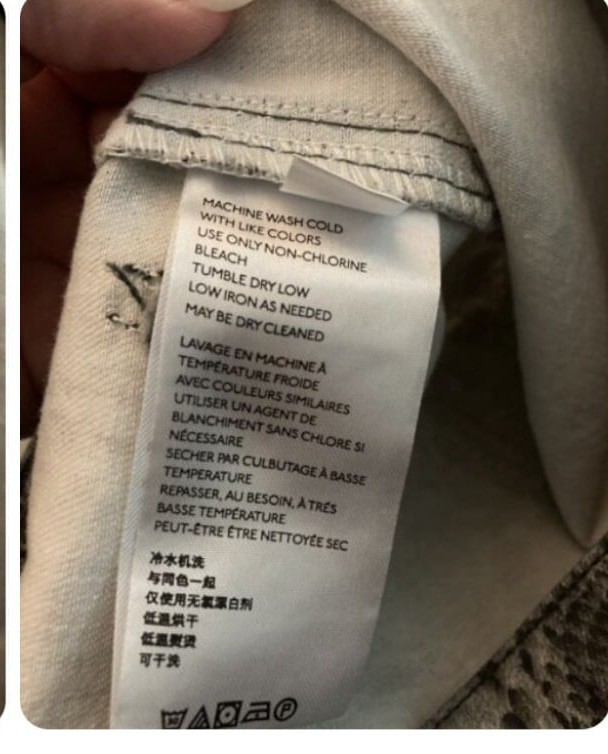 MACHINE WASH COLD
WITH LIKE COLORS
USE ONLY NON-CHLORINE
BLEACH
TUMBLE DRY LOW
LOW IRON AS NEEDED
MAY BE DRY CLEANED
LAVAGE EN MACHINE À
TEMPÉRATURE FROIDE
AVEC COULEURS SIMILAIRES
UTILISER UN AGENT DE
BLANCHIMENT SANS CHLORE SI
NÉCESSAIRE
SECHER PAR CULBUTAGE À BASSE
TEMPERATURE
REPASSER, AU BESOIN, À TRÉS
BASSE TEMPÉRATURE
PEUT-ÊTRE ÊTRE NETTOYÉE SEC
冷水机洗
与同色一起
仅使用无氯漂白剂
低温烘干
低温熨烫
可干洗
P